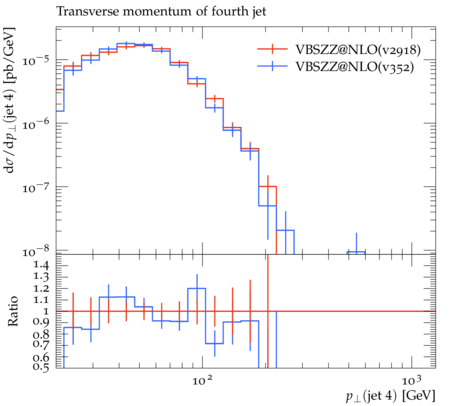 Transverse momentum of fourth jet
dσ/dp⊥(jet 4) [pb/GeV]
10⁻⁵
10⁻⁶
10⁻⁷
10⁻⁸
VBSZZ@NLO(v2918)
VBSZZ@NLO(v352)
Ratio
1.4
1.3
1.2
1.1
1
0.9
0.8
0.7
0.6
0.5
10² 10³
p⊥(jet 4) [GeV]